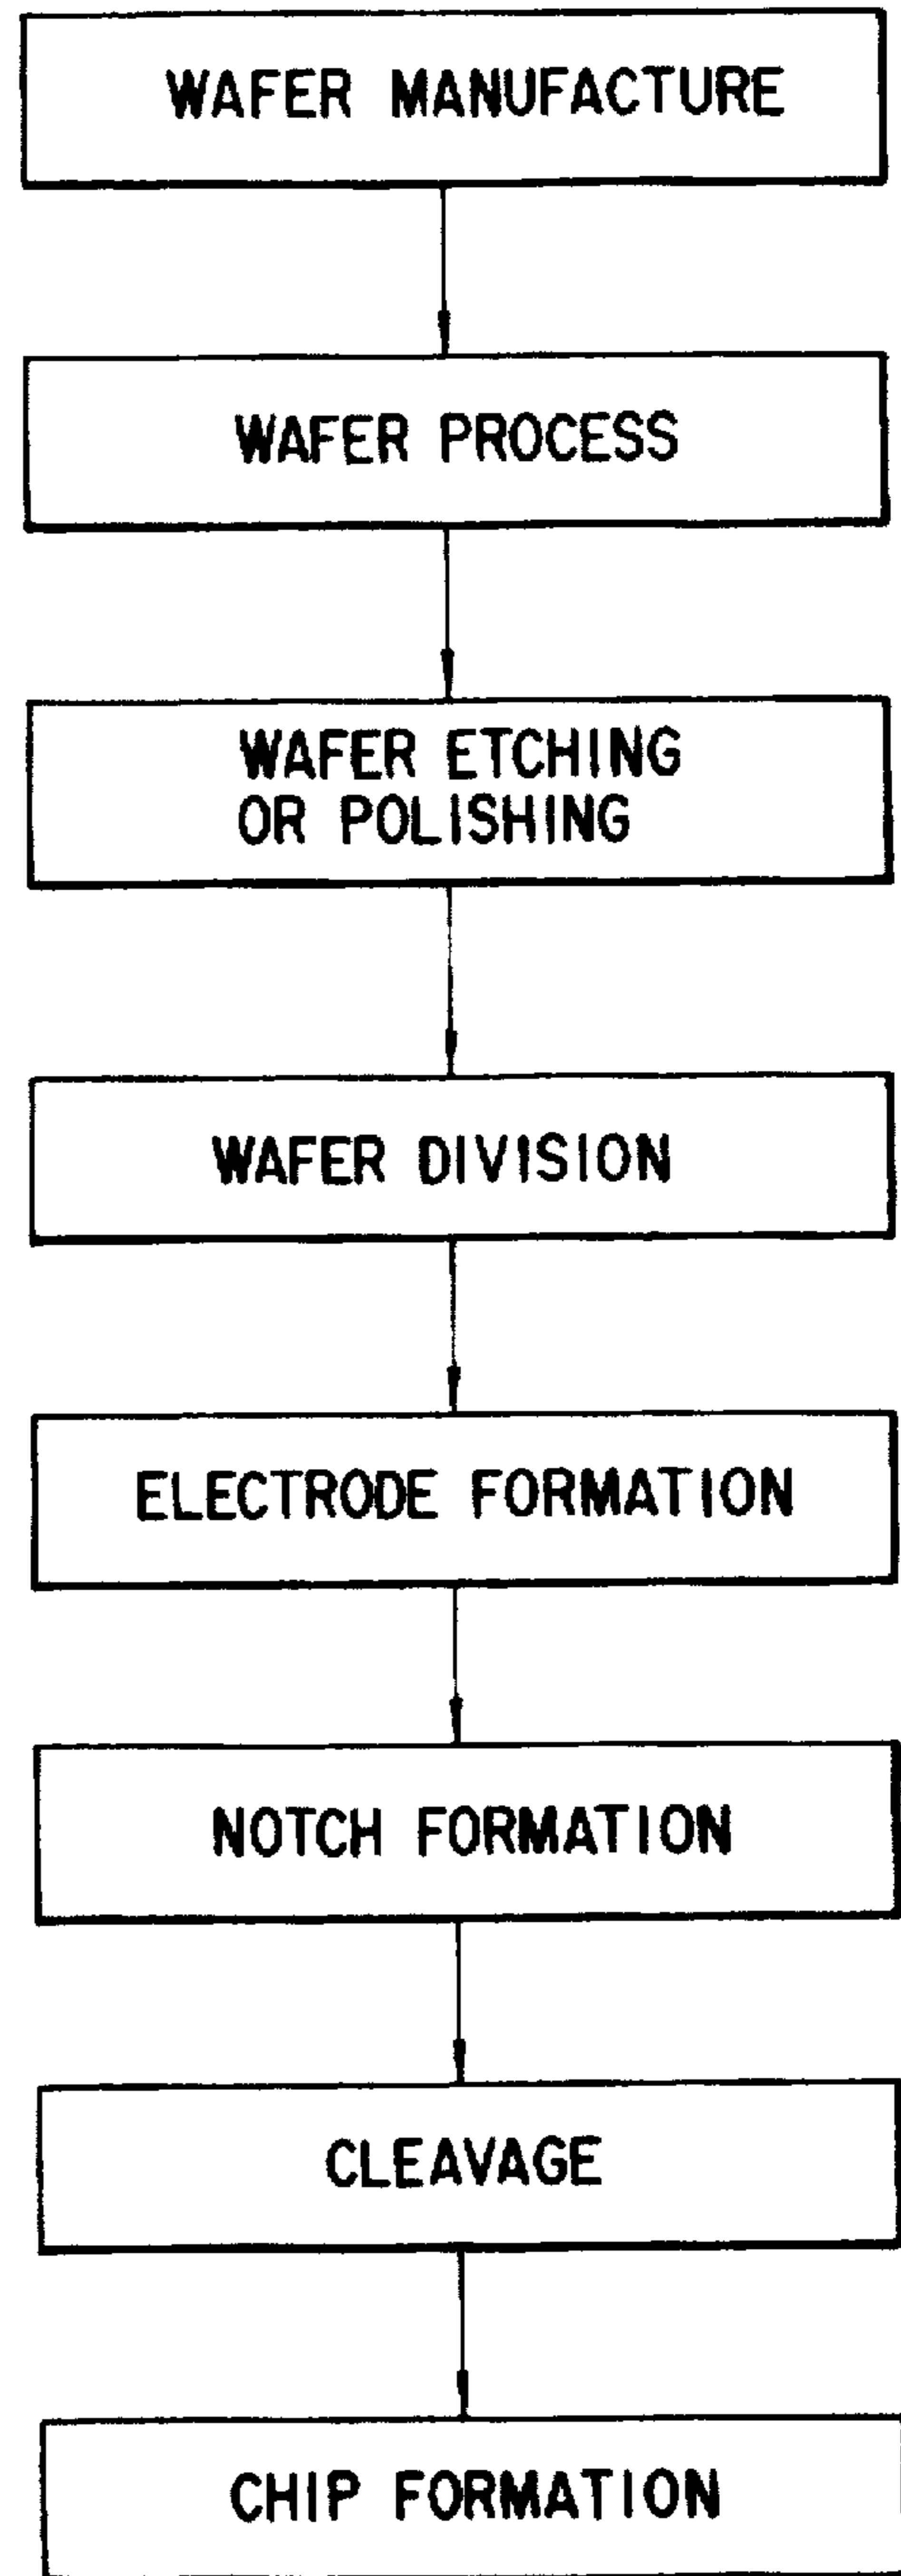 WAFER MANUFACTURE
WAFER PROCESS
WAFER ETCHING
OR POLISHING
WAFER DIVISION
ELECTRODE FORMATION
NOTCH FORMATION
CLEAVAGE
CHIP FORMATION